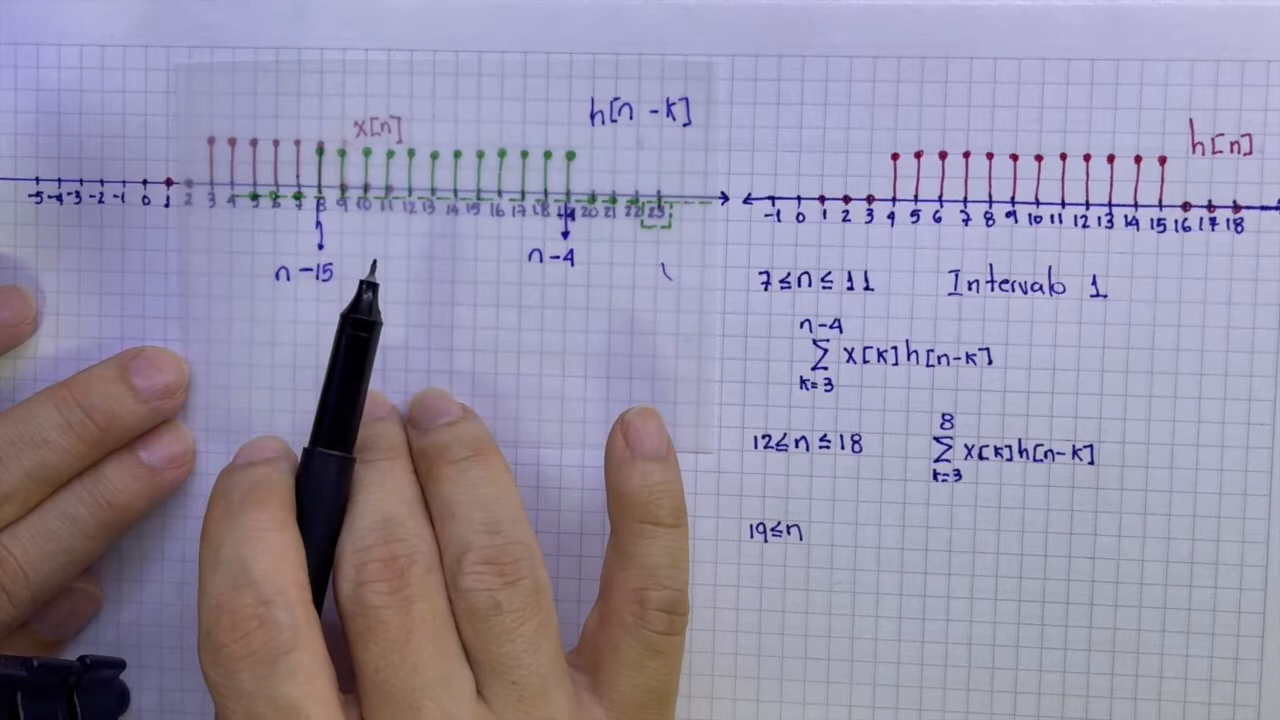 h[n - k]
x[n]
-5 -4 -3 -2 -1 0 1 2 3 4 5 6 7 8 9 10 11 12 13 14 15 16 17 18 19 20 21 22 23
n - 15
n - 4
h[n]
-1 0 1 2 3 4 5 6 7 8 9 10 11 12 13 14 15 16 17 18
7 ≤ n ≤ 11 Intervalo 1
n-4
∑ x[k] h[n-k]
k=3
8
12 ≤ n ≤ 18 ∑ x[k] h[n-k]
k=3
19 ≤ n